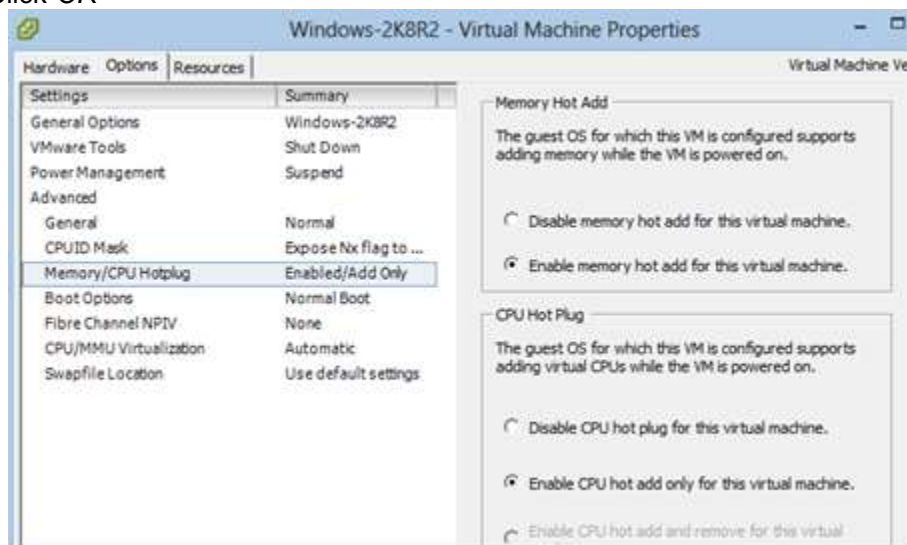 Windows-2K8R2 - Virtual Machine Properties
Hardware Options Resources
Virtual Machine Ve
Settings Summary
General Options Windows-2K8R2
VMware Tools Shut Down
Power Management Suspend
Advanced
General Normal
CPUID Mask Expose Nx flag to ...
Memory/CPU Hotplug Enabled/Add Only
Boot Options Normal Boot
Fibre Channel NPIV None
CPU/MMU Virtualization Automatic
Swapfile Location Use default settings
Memory Hot Add
The guest OS for which this VM is configured supports
adding memory while the VM is powered on.
Disable memory hot add for this virtual machine.
Enable memory hot add for this virtual machine.
CPU Hot Plug
The guest OS for which this VM is configured supports
adding virtual CPUs while the VM is powered on.
Disable CPU hot plug for this virtual machine.
Enable CPU hot add only for this virtual machine.
Enable CPU hot add and remove for this virtual